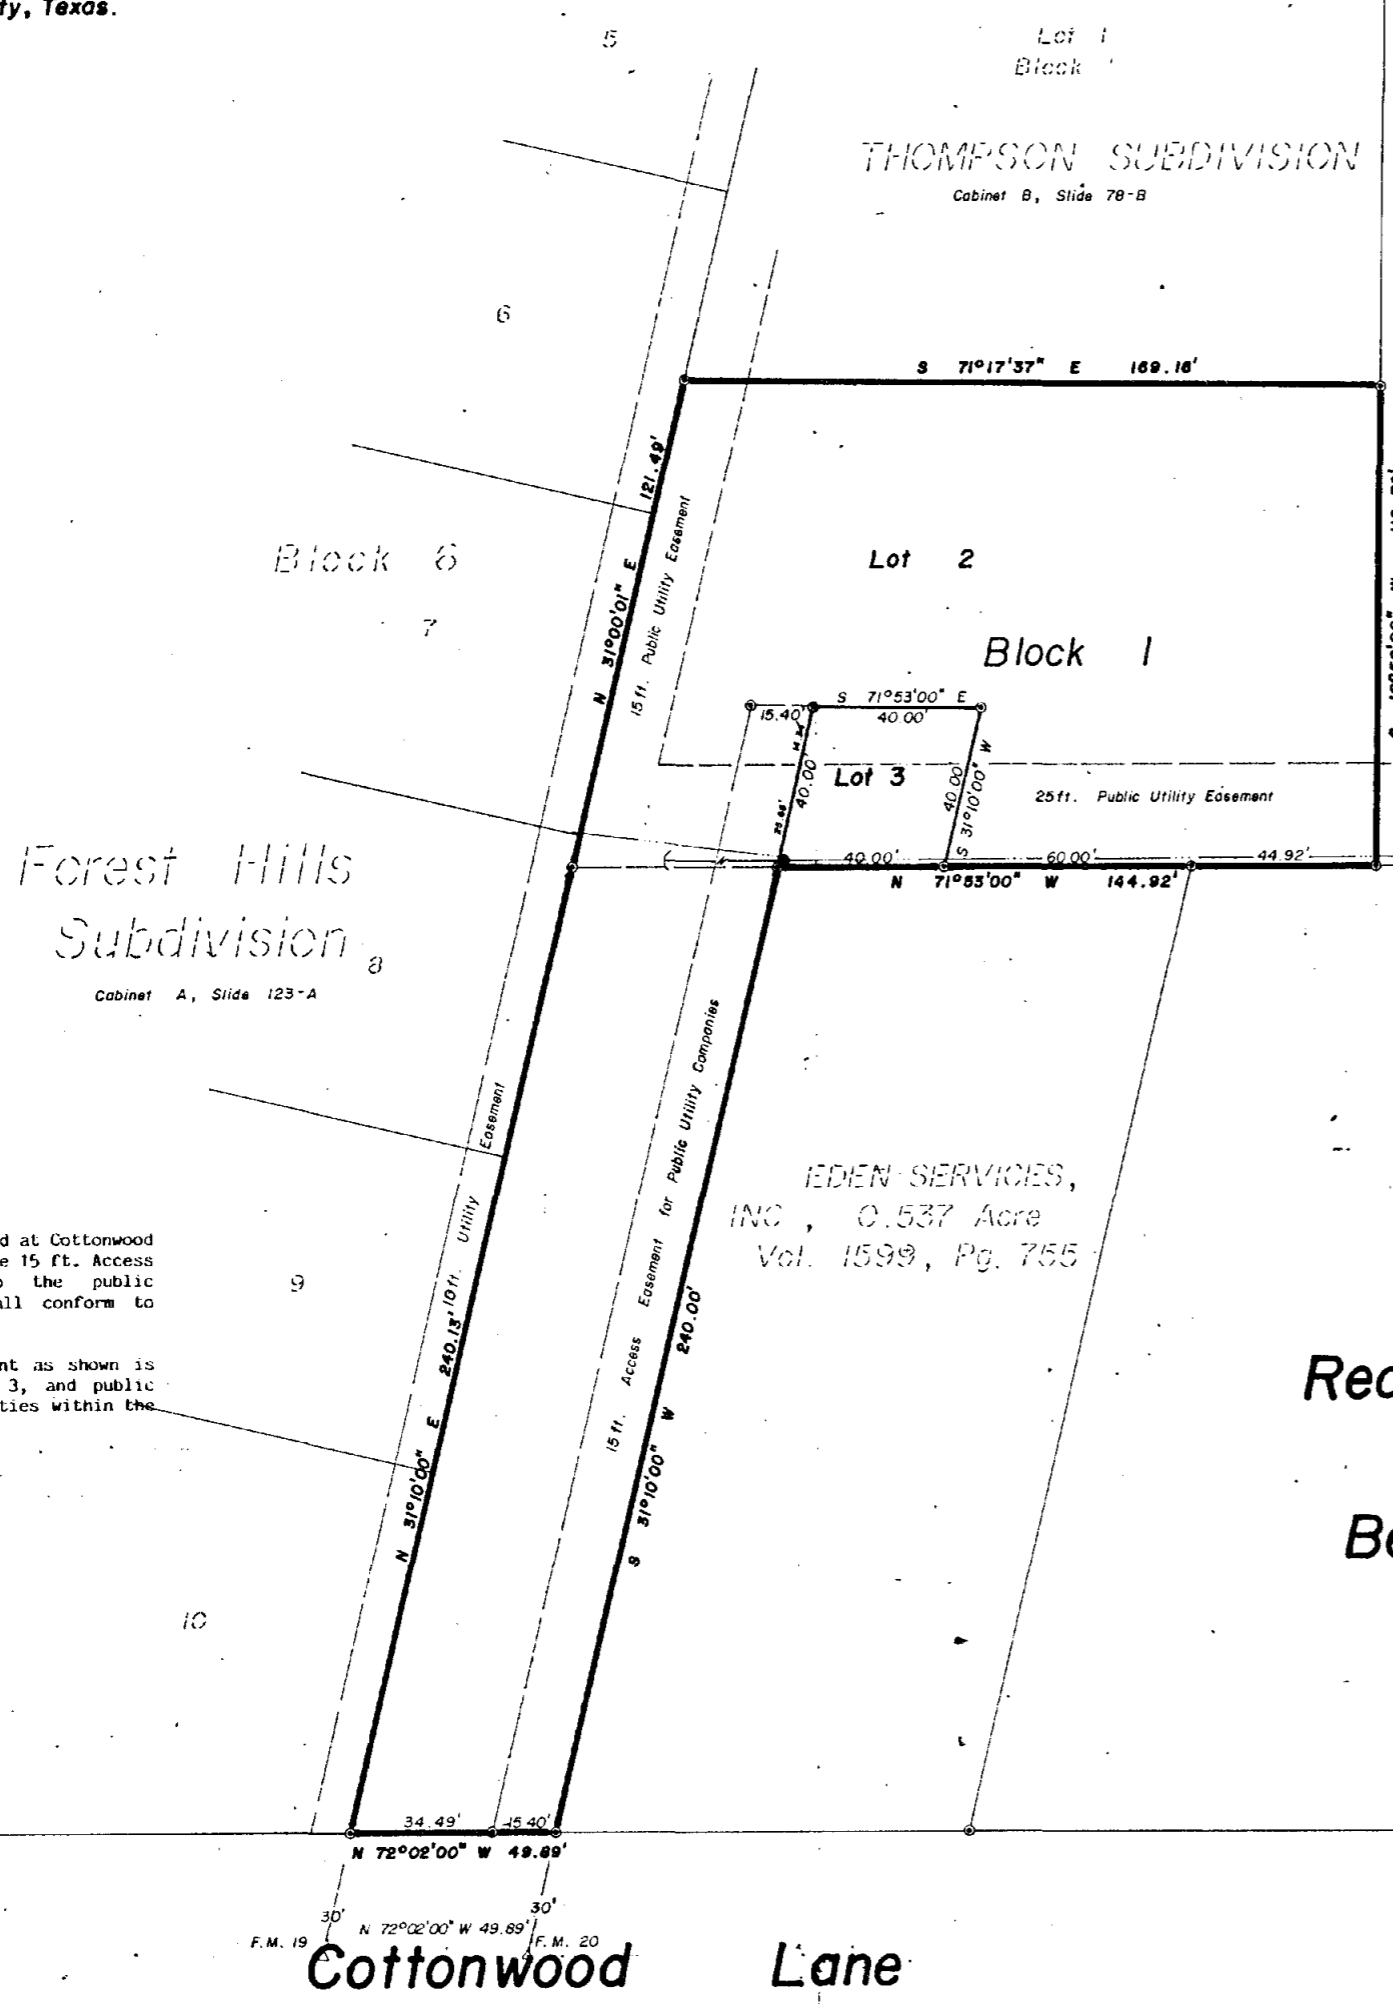 ty, Texas.
5
Lot 1
Block
THOMPSON SUBDIVISION
Cabinet B, Slide 78-B
6
S 71°17'37" E 169.16'
121.49'
N 31°00'01" E
15 ft. Public Utility Easement
Block 6
7
Lot 2
Block 1
S 71°53'00" E
15.40'
40.00'
40.00'
Lot 3
40.00'
S 31°10'00" W
25 ft. Public Utility Easement
40.00'
60.00'
44.92'
N 71°53'00" W 144.92'
Forest Hills
Subdivision
8
Cabinet A, Slide 123-A
15 ft. Access Easement for Public Utility Companies
10 ft. Utility Easement
EDEN SERVICES,
INC , 0.537 Acre
Vol. 1599, Pg. 755
d at Cottonwood
e 15 ft. Access
the public
all conform to
nt as shown is
3, and public
ties within the
9
N 31°10'00" E 240.13'
S 31°10'00" W 240.00'
Rec
Be
10
34.49'
15.40'
N 72°02'00" W 49.89'
30'
30'
N 72°02'00" W 49.89'
F.M. 19
F.M. 20
Cottonwood Lane